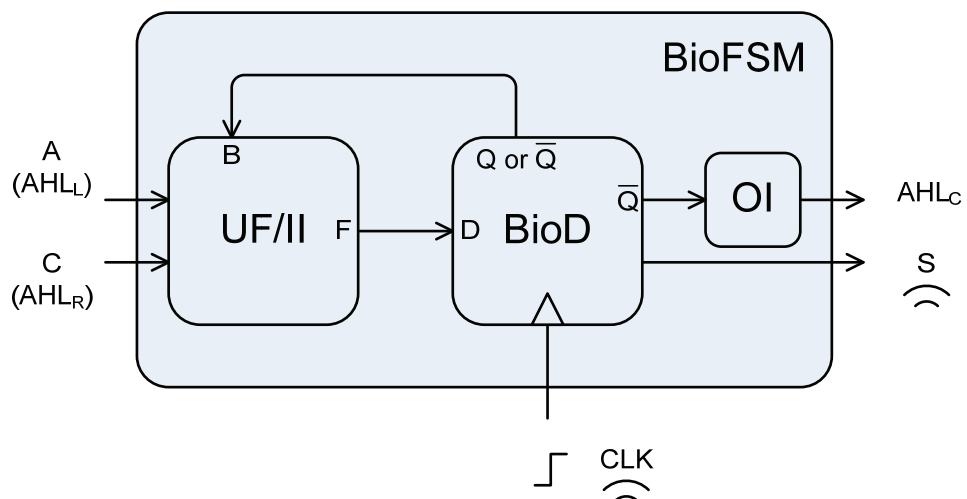 BioFSM
A
(AHL_L)
C
(AHL_R)
B
UF/II
F
Q or Q̅
D
BioD
Q̅
OI
AHL_C
S
CLK